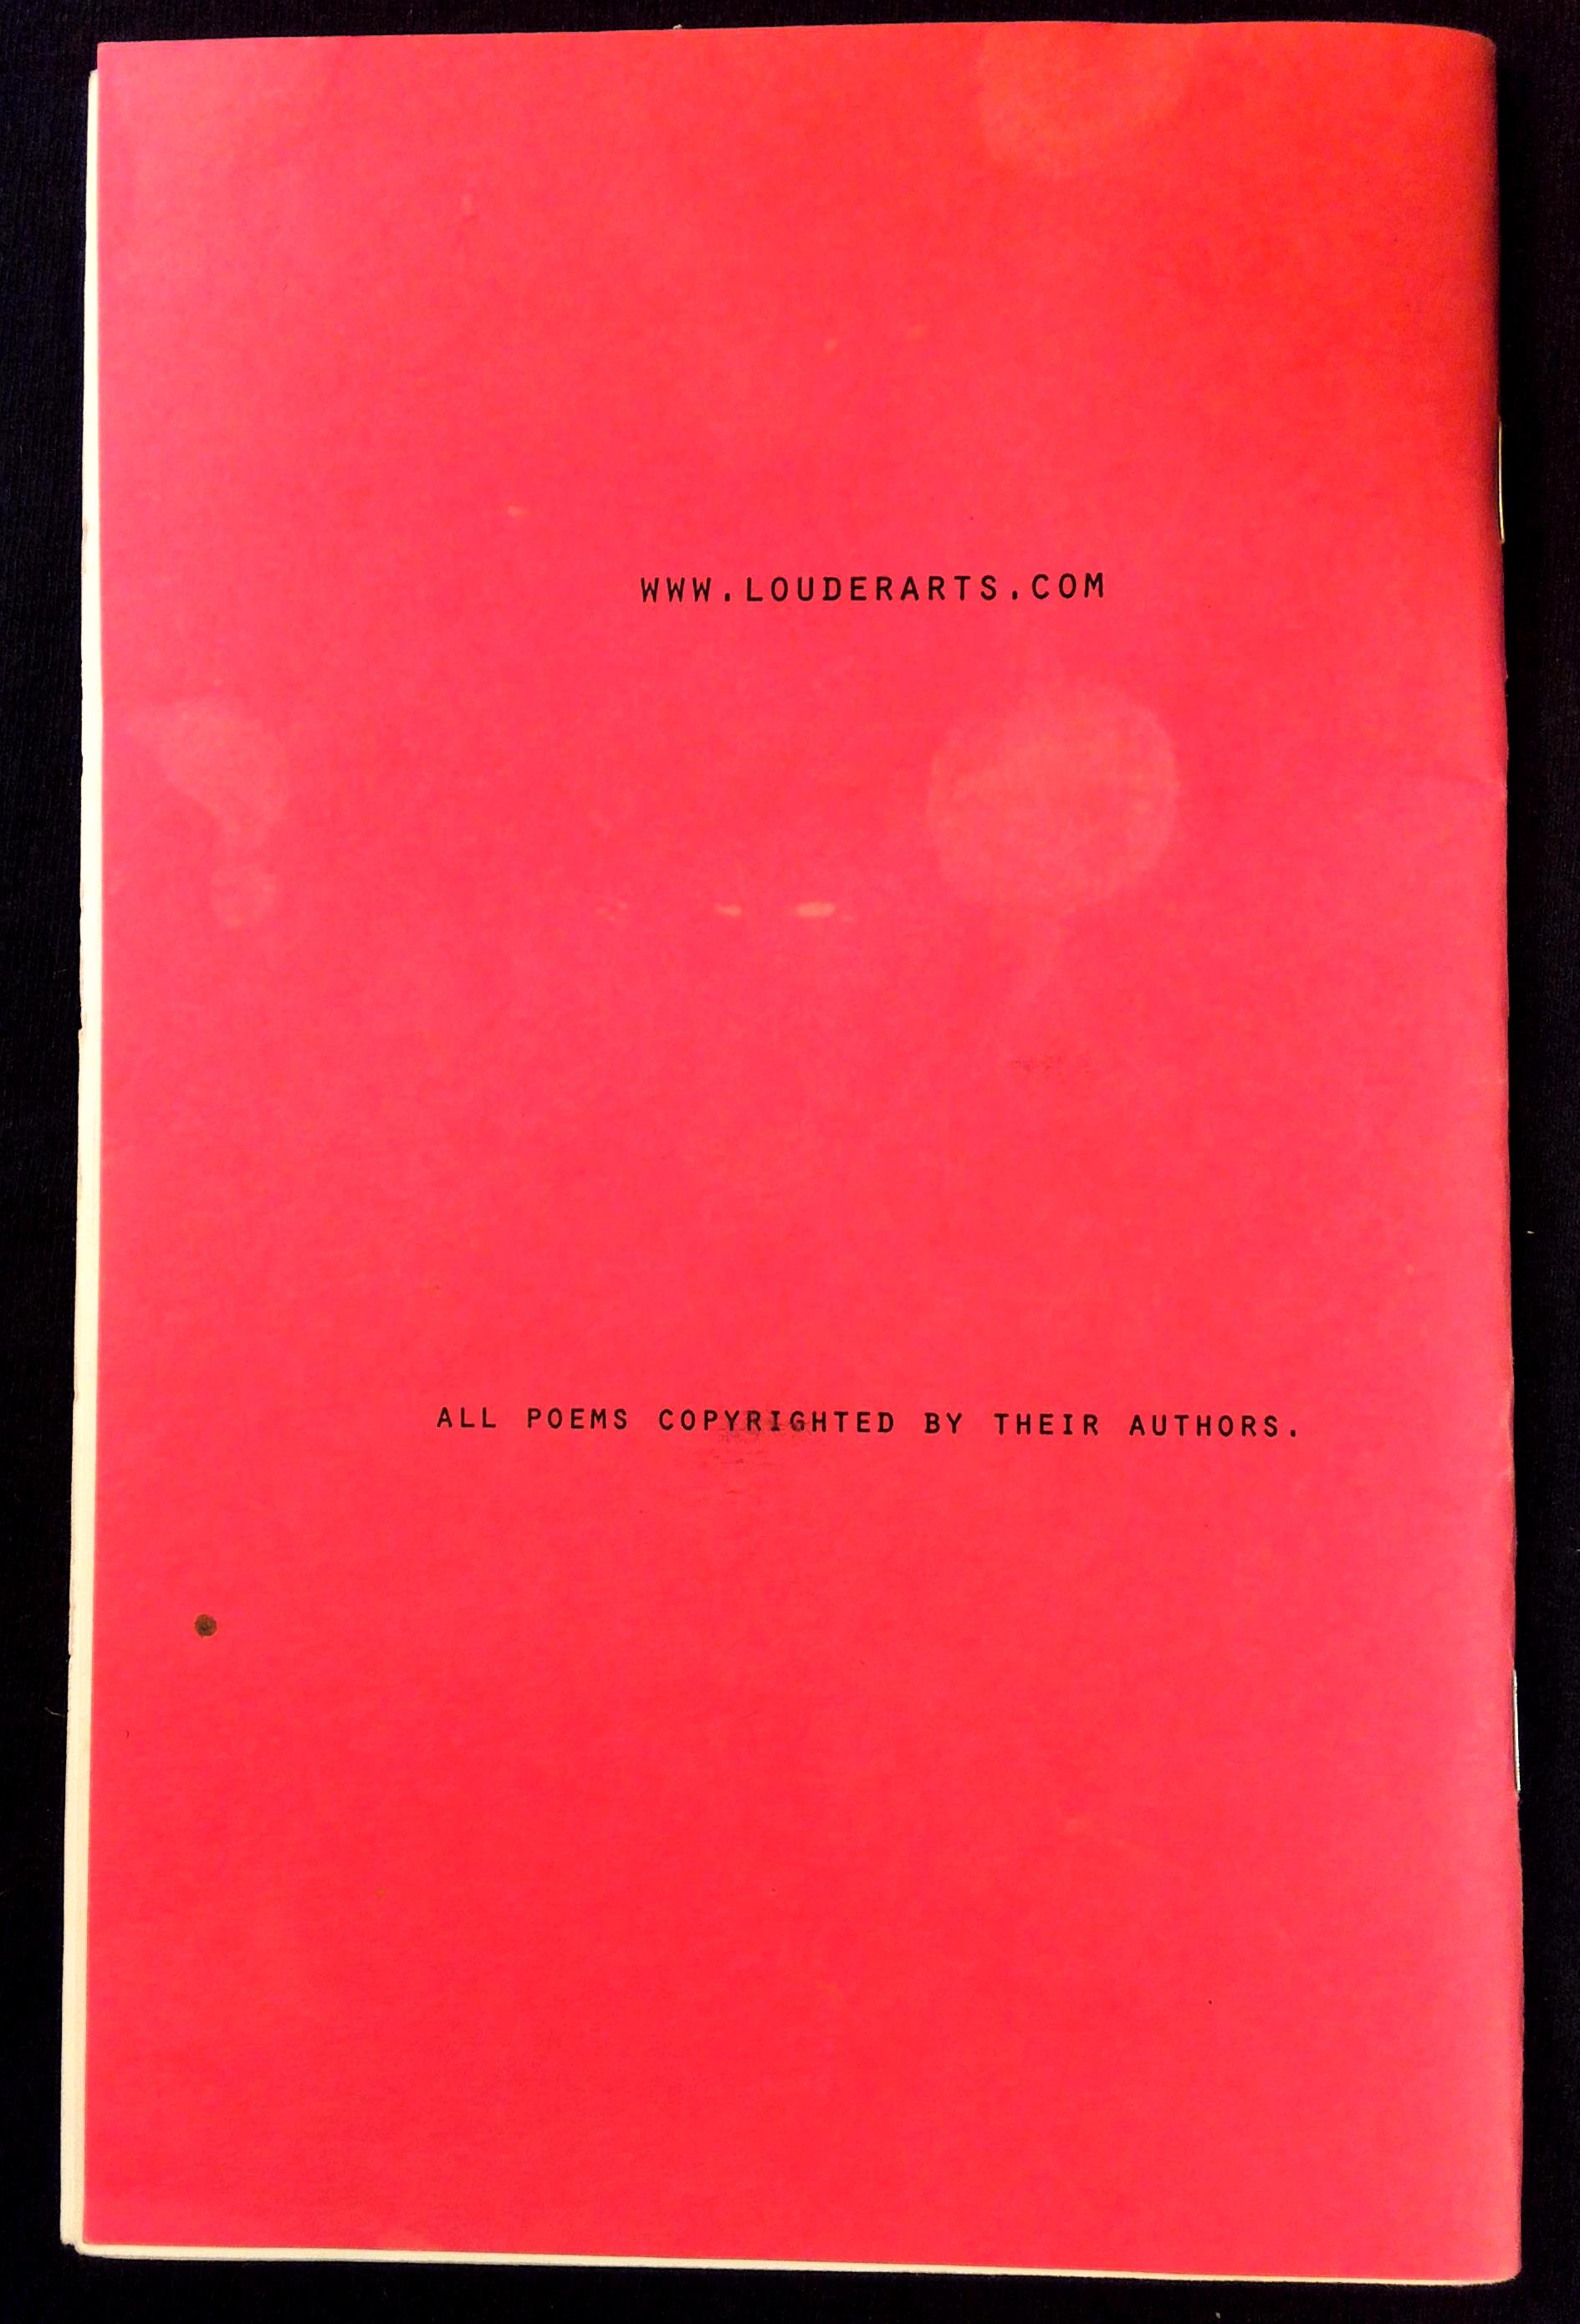 WWW.LOUDERARTS.COM
ALL POEMS COPYRIGHTED BY THEIR AUTHORS.